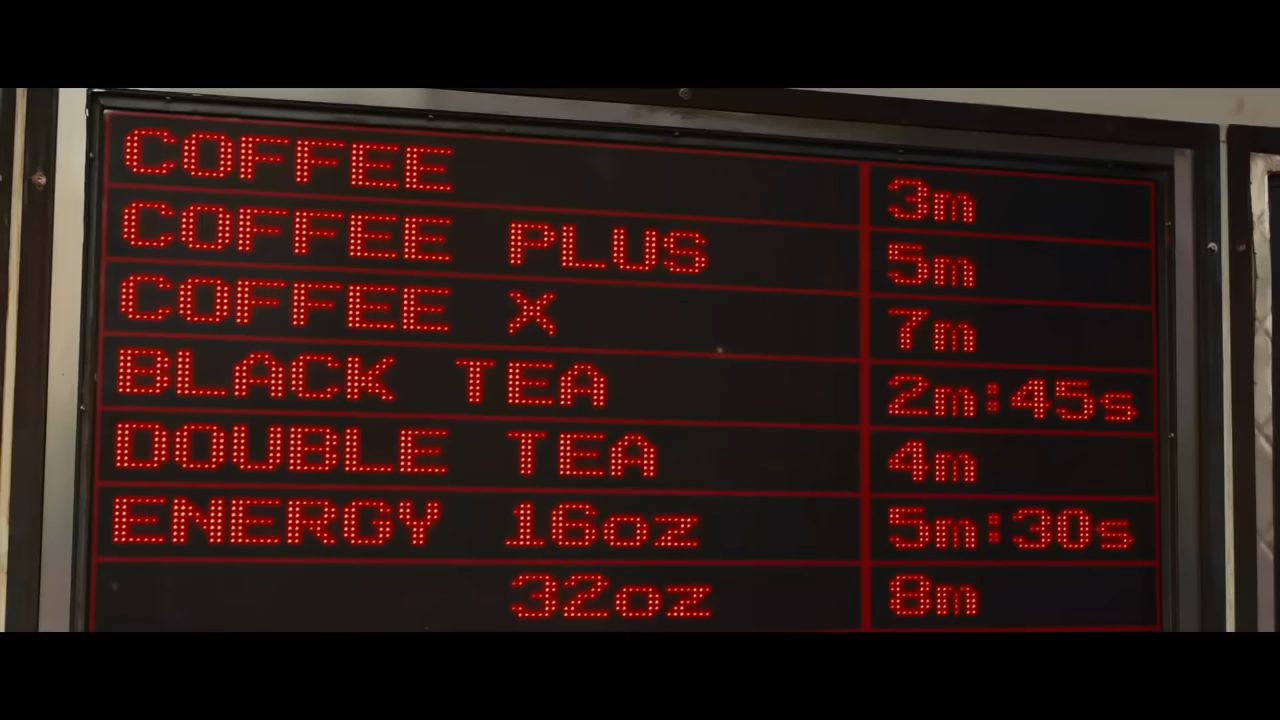 COFFEE 3m
COFFEE PLUS 5m
COFFEE X 7m
BLACK TEA 2m:45s
DOUBLE TEA 4m
ENERGY 16oz 5m:30s
32oz 8m